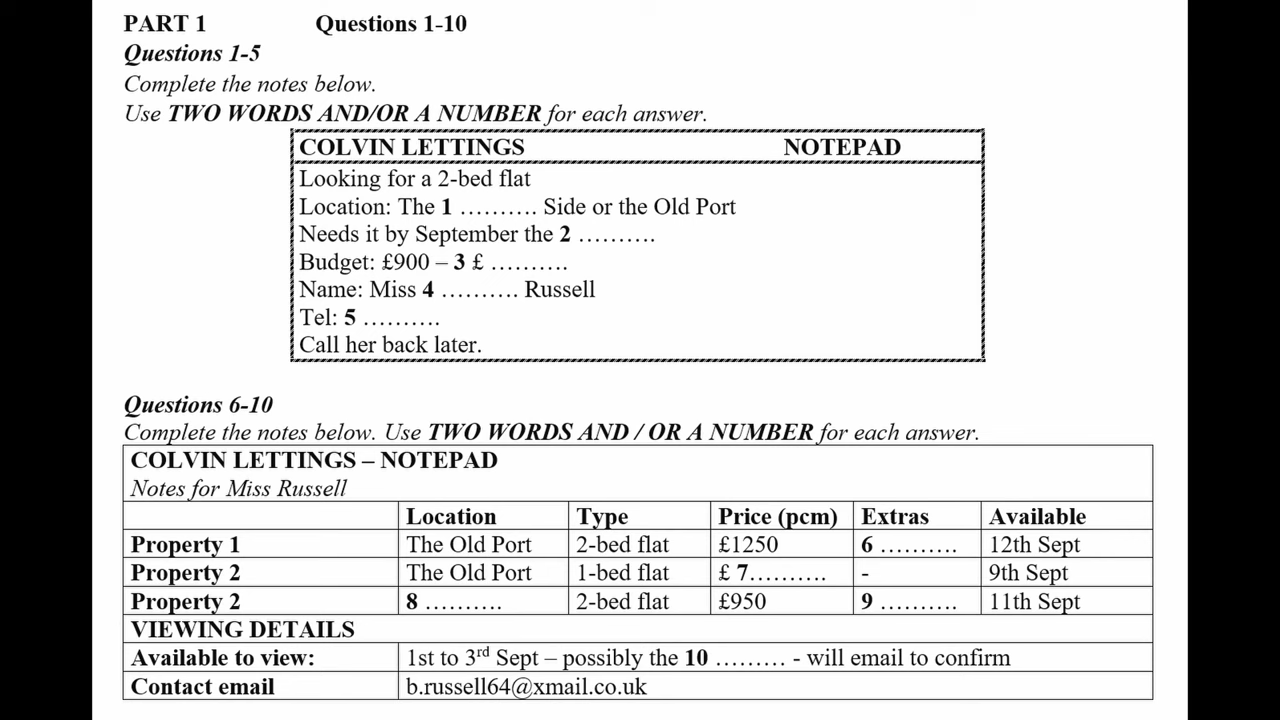 PART 1 Questions 1-10
Questions 1-5
Complete the notes below.
Use TWO WORDS AND/OR A NUMBER for each answer.
COLVIN LETTINGS NOTEPAD
Looking for a 2-bed flat
Location: The 1 ………. Side or the Old Port
Needs it by September the 2 ……….
Budget: £900 – 3 £ ……….
Name: Miss 4 ………. Russell
Tel: 5 ……….
Call her back later.
Questions 6-10
Complete the notes below. Use TWO WORDS AND / OR A NUMBER for each answer.
COLVIN LETTINGS – NOTEPAD
Notes for Miss Russell
Location Type Price (pcm) Extras Available
Property 1 The Old Port 2-bed flat £1250 6 ………. 12th Sept
Property 2 The Old Port 1-bed flat £ 7………. - 9th Sept
Property 2 8 ………. 2-bed flat £950 9 ………. 11th Sept
VIEWING DETAILS
Available to view: 1st to 3rd Sept – possibly the 10 ……… - will email to confirm
Contact email b.russell64@xmail.co.uk